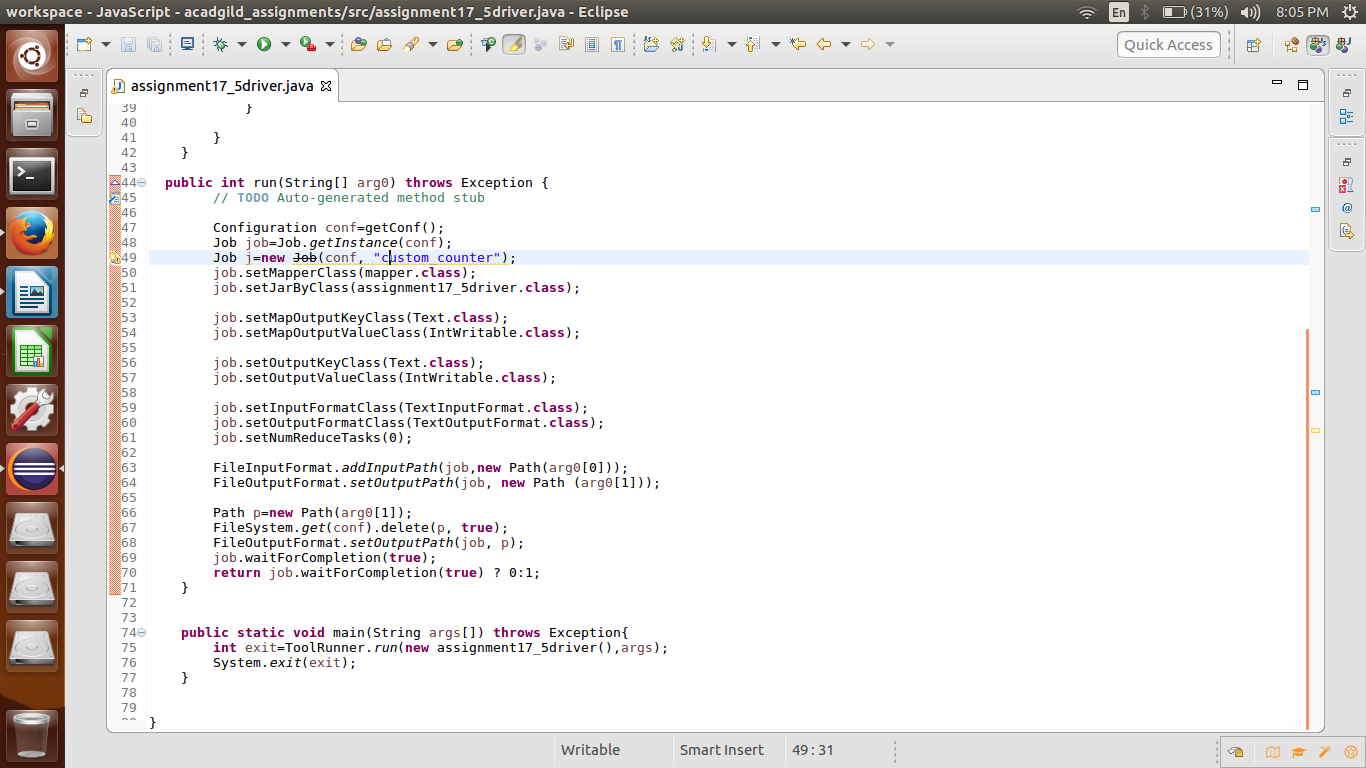 workspace - JavaScript - acadgild_assignments/src/assignment17_5driver.java - Eclipse
En (31%) 8:05 PM
Quick Access
assignment17_5driver.java
39 }
40
41 }
42 }
43
44 public int run(String[] arg0) throws Exception {
45 // TODO Auto-generated method stub
46
47 Configuration conf=getConf();
48 Job job=Job.getInstance(conf);
49 Job j=new Job(conf, "custom_counter");
50 job.setMapperClass(mapper.class);
51 job.setJarByClass(assignment17_5driver.class);
52
53 job.setMapOutputKeyClass(Text.class);
54 job.setMapOutputValueClass(IntWritable.class);
55
56 job.setOutputKeyClass(Text.class);
57 job.setOutputValueClass(IntWritable.class);
58
59 job.setInputFormatClass(TextInputFormat.class);
60 job.setOutputFormatClass(TextOutputFormat.class);
61 job.setNumReduceTasks(0);
62
63 FileInputFormat.addInputPath(job,new Path(arg0[0]));
64 FileOutputFormat.setOutputPath(job, new Path (arg0[1]));
65
66 Path p=new Path(arg0[1]);
67 FileSystem.get(conf).delete(p, true);
68 FileOutputFormat.setOutputPath(job, p);
69 job.waitForCompletion(true);
70 return job.waitForCompletion(true) ? 0:1;
71 }
72
73
74 public static void main(String args[]) throws Exception{
75 int exit=ToolRunner.run(new assignment17_5driver(),args);
76 System.exit(exit);
77 }
78
79
80 }
Writable Smart Insert 49 : 31